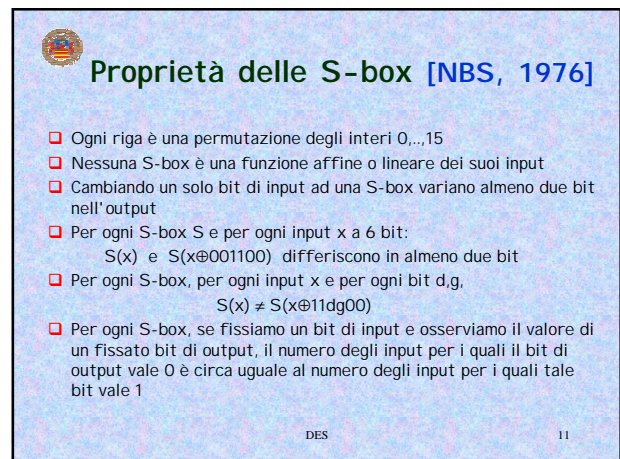 Proprietà delle S-box [NBS, 1976]
Ogni riga è una permutazione degli interi 0,..,15
Nessuna S-box è una funzione affine o lineare dei suoi input
Cambiando un solo bit di input ad una S-box variano almeno due bit
nell'output
Per ogni S-box S e per ogni input x a 6 bit:
S(x) e S(x⊕001100) differiscono in almeno due bit
Per ogni S-box, per ogni input x e per ogni bit d,g,
S(x) ≠ S(x⊕11dg00)
Per ogni S-box, se fissiamo un bit di input e osserviamo il valore di
un fissato bit di output, il numero degli input per i quali il bit di
output vale 0 è circa uguale al numero degli input per i quali tale
bit vale 1
DES 11